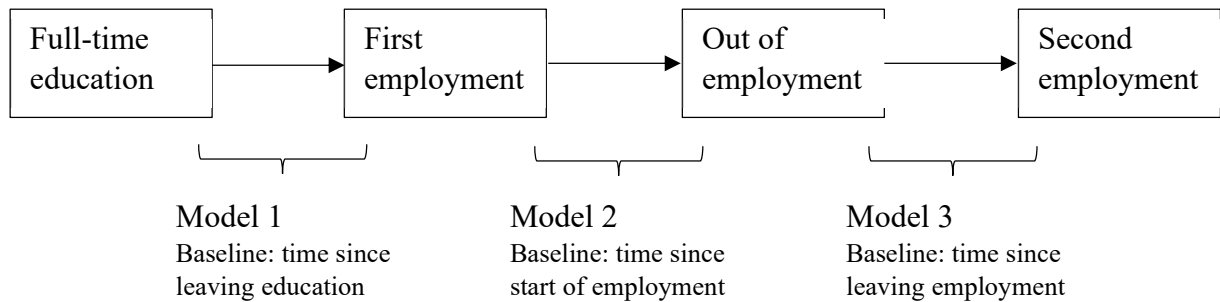 Full-time
education
First
employment
Out of
employment
Second
employment
Model 1
Baseline: time since
leaving education
Model 2
Baseline: time since
start of employment
Model 3
Baseline: time since
leaving employment